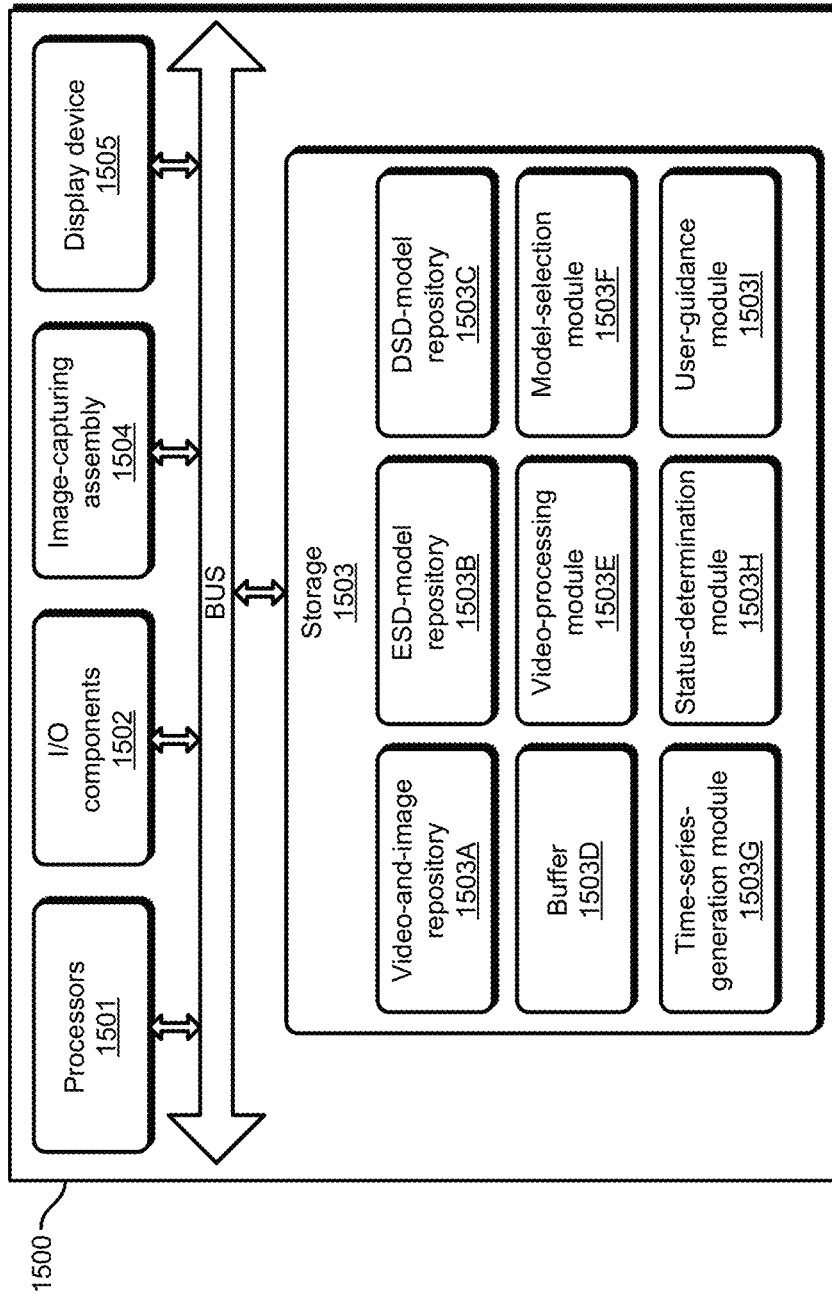 1500
Processors
1501
I/O
components
1502
Image-capturing
assembly
1504
Display device
1505
BUS
Storage
1503
Video-and-image
repository
1503A
ESD-model
repository
1503B
DSD-model
repository
1503C
Buffer
1503D
Video-processing
module
1503E
Model-selection
module
1503F
Time-series-
generation module
1503G
Status-determination
module
1503H
User-guidance
module
1503I